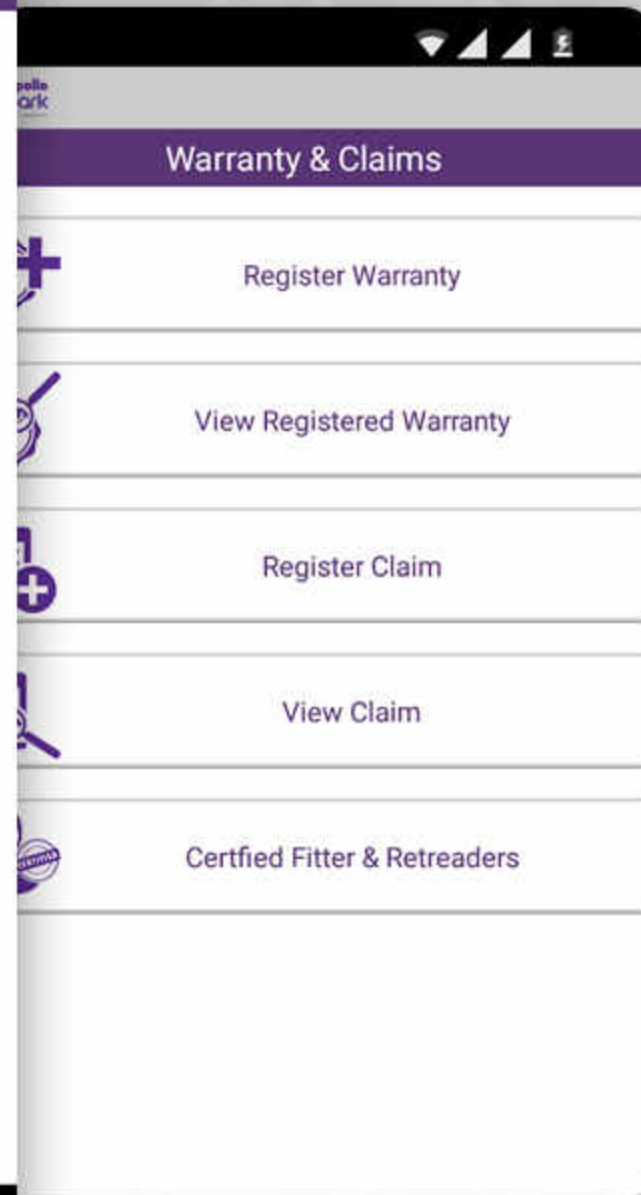 Warranty & Claims
Register Warranty
View Registered Warranty
Register Claim
View Claim
Certfied Fitter & Retreaders